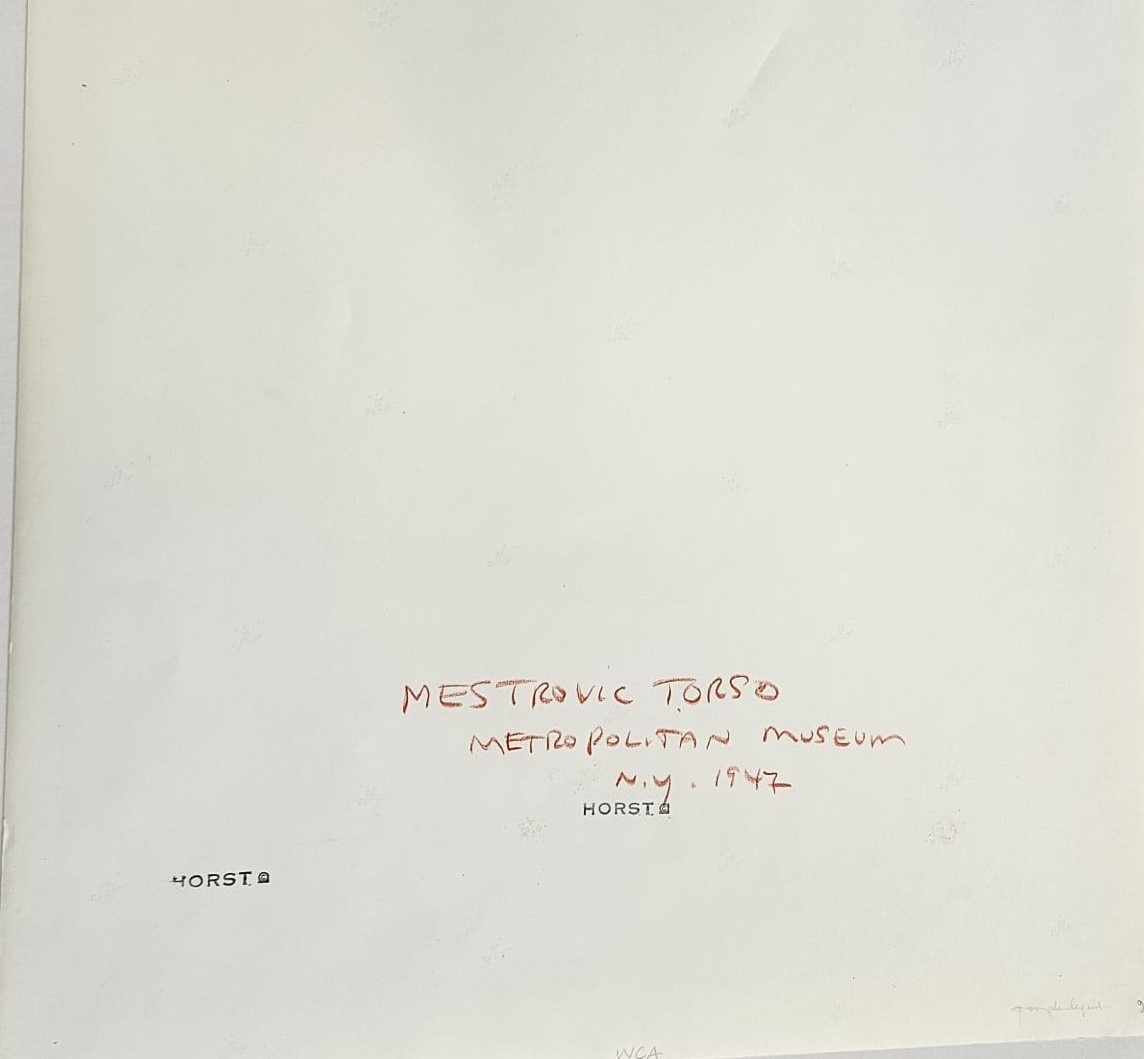 MESTROVIC TORSO
METROPOLITAN MUSEUM
N.Y. 1947
HORST ©
HORST ©
WCA